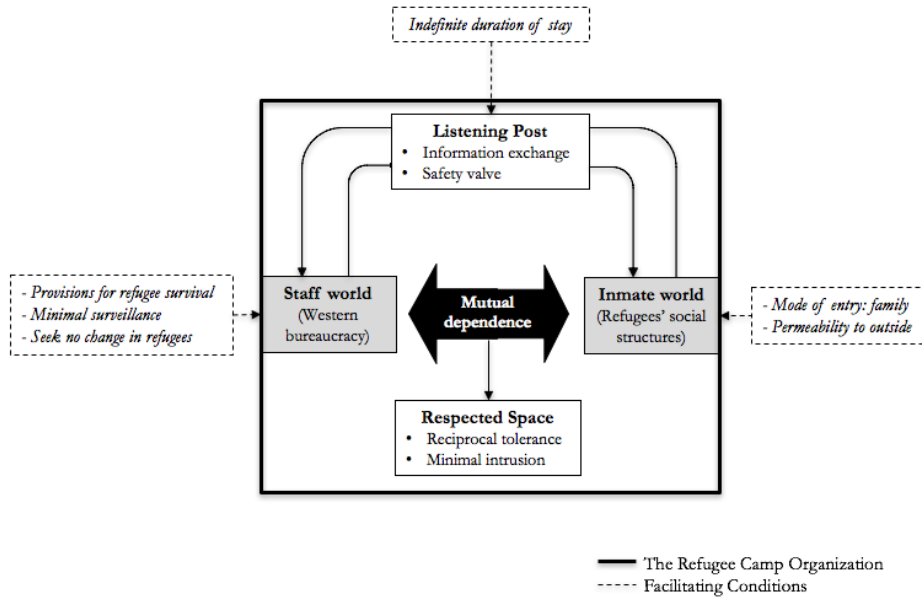 Indefinite duration of stay
Listening Post
• Information exchange
• Safety valve
- Provisions for refugee survival
- Minimal surveillance
- Seek no change in refugees
Staff world
(Western
bureaucracy)
Mutual
dependence
Inmate world
(Refugees' social
structures)
- Mode of entry: family
- Permeability to outside
Respected Space
• Reciprocal tolerance
• Minimal intrusion
The Refugee Camp Organization
Facilitating Conditions